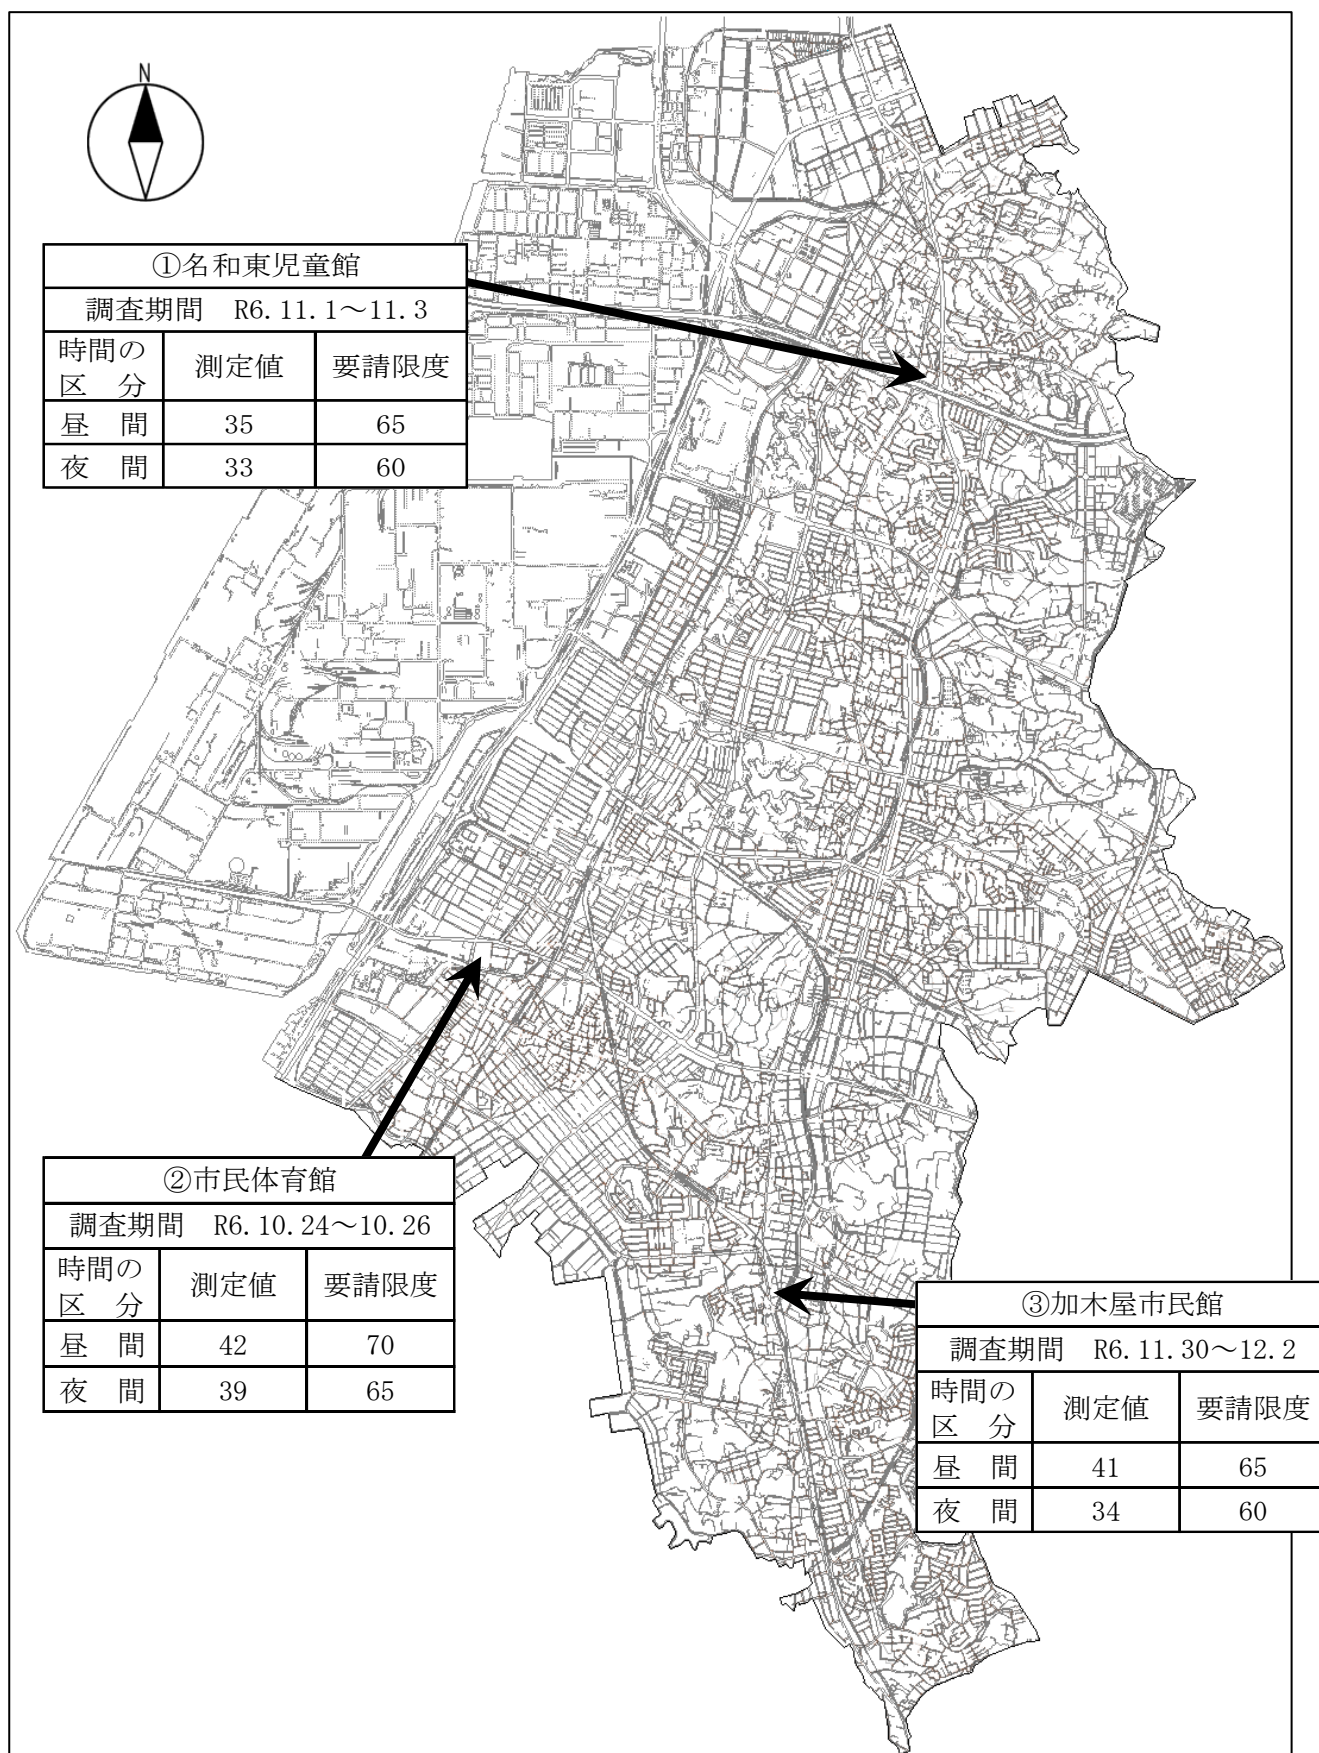 N
①名和東児童館
調査期間 R6.11.1～11.3
時間の区 分 測定値 要請限度
昼 間 35 65
夜 間 33 60
②市民体育館
調査期間 R6.10.24～10.26
時間の区 分 測定値 要請限度
昼 間 42 70
夜 間 39 65
③加木屋市民館
調査期間 R6.11.30～12.2
時間の区 分 測定値 要請限度
昼 間 41 65
夜 間 34 60